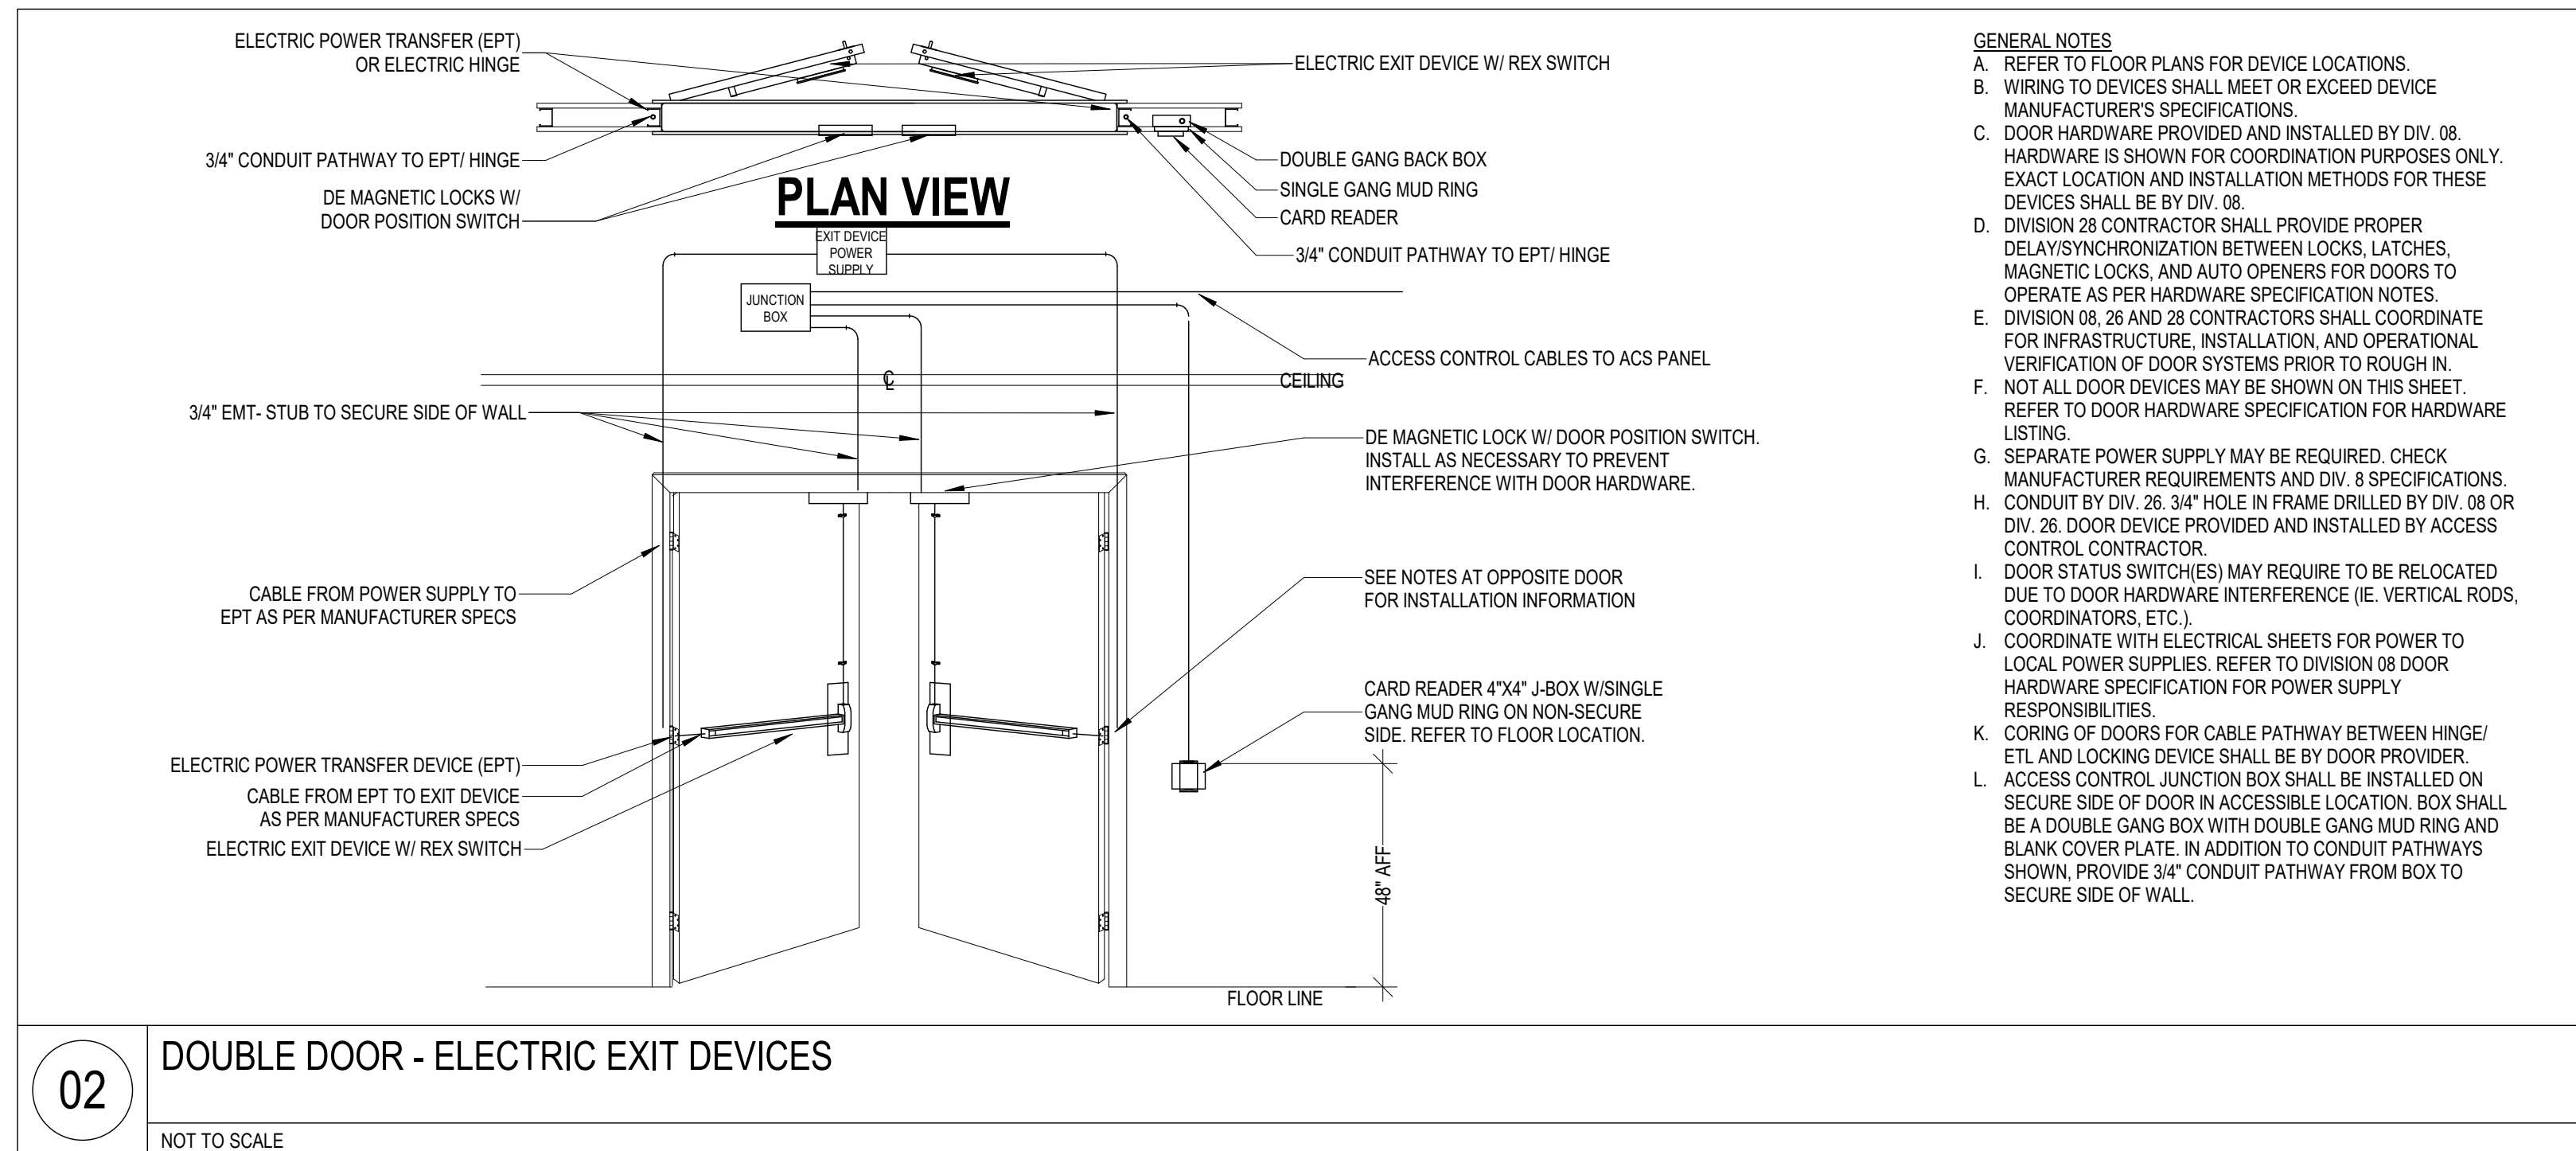 ELECTRIC POWER TRANSFER (EPT)
OR ELECTRIC HINGE
3/4" CONDUIT PATHWAY TO EPT/ HINGE
DE MAGNETIC LOCKS W/
DOOR POSITION SWITCH
ELECTRIC EXIT DEVICE W/ REX SWITCH
DOUBLE GANG BACK BOX
SINGLE GANG MUD RING
CARD READER
3/4" CONDUIT PATHWAY TO EPT/ HINGE
PLAN VIEW
EXIT DEVICE
POWER
SUPPLY
JUNCTION
BOX
ACCESS CONTROL CABLES TO ACS PANEL
CL
CEILING
3/4" EMT- STUB TO SECURE SIDE OF WALL
DE MAGNETIC LOCK W/ DOOR POSITION SWITCH.
INSTALL AS NECESSARY TO PREVENT
INTERFERENCE WITH DOOR HARDWARE.
CABLE FROM POWER SUPPLY TO
EPT AS PER MANUFACTURER SPECS
SEE NOTES AT OPPOSITE DOOR
FOR INSTALLATION INFORMATION
CARD READER 4"X4" J-BOX W/SINGLE
GANG MUD RING ON NON-SECURE
SIDE. REFER TO FLOOR LOCATION.
ELECTRIC POWER TRANSFER DEVICE (EPT)
CABLE FROM EPT TO EXIT DEVICE
AS PER MANUFACTURER SPECS
ELECTRIC EXIT DEVICE W/ REX SWITCH
48" AFF
FLOOR LINE
GENERAL NOTES
A. REFER TO FLOOR PLANS FOR DEVICE LOCATIONS.
B. WIRING TO DEVICES SHALL MEET OR EXCEED DEVICE
MANUFACTURER'S SPECIFICATIONS.
C. DOOR HARDWARE PROVIDED AND INSTALLED BY DIV. 08.
HARDWARE IS SHOWN FOR COORDINATION PURPOSES ONLY.
EXACT LOCATION AND INSTALLATION METHODS FOR THESE
DEVICES SHALL BE BY DIV. 08.
D. DIVISION 28 CONTRACTOR SHALL PROVIDE PROPER
DELAY/SYNCHRONIZATION BETWEEN LOCKS, LATCHES,
MAGNETIC LOCKS, AND AUTO OPENERS FOR DOORS TO
OPERATE AS PER HARDWARE SPECIFICATION NOTES.
E. DIVISION 08, 26 AND 28 CONTRACTORS SHALL COORDINATE
FOR INFRASTRUCTURE, INSTALLATION, AND OPERATIONAL
VERIFICATION OF DOOR SYSTEMS PRIOR TO ROUGH IN.
F. NOT ALL DOOR DEVICES MAY BE SHOWN ON THIS SHEET.
REFER TO DOOR HARDWARE SPECIFICATION FOR HARDWARE
LISTING.
G. SEPARATE POWER SUPPLY MAY BE REQUIRED. CHECK
MANUFACTURER REQUIREMENTS AND DIV. 8 SPECIFICATIONS.
H. CONDUIT BY DIV. 26. 3/4" HOLE IN FRAME DRILLED BY DIV. 08 OR
DIV. 26. DOOR DEVICE PROVIDED AND INSTALLED BY ACCESS
CONTROL CONTRACTOR.
I. DOOR STATUS SWITCH(ES) MAY REQUIRE TO BE RELOCATED
DUE TO DOOR HARDWARE INTERFERENCE (IE. VERTICAL RODS,
COORDINATORS, ETC.).
J. COORDINATE WITH ELECTRICAL SHEETS FOR POWER TO
LOCAL POWER SUPPLIES. REFER TO DIVISION 08 DOOR
HARDWARE SPECIFICATION FOR POWER SUPPLY
RESPONSIBILITIES.
K. CORING OF DOORS FOR CABLE PATHWAY BETWEEN HINGE/
ETL AND LOCKING DEVICE SHALL BE BY DOOR PROVIDER.
L. ACCESS CONTROL JUNCTION BOX SHALL BE INSTALLED ON
SECURE SIDE OF DOOR IN ACCESSIBLE LOCATION. BOX SHALL
BE A DOUBLE GANG BOX WITH DOUBLE GANG MUD RING AND
BLANK COVER PLATE. IN ADDITION TO CONDUIT PATHWAYS
SHOWN, PROVIDE 3/4" CONDUIT PATHWAY FROM BOX TO
SECURE SIDE OF WALL.
02
DOUBLE DOOR - ELECTRIC EXIT DEVICES
NOT TO SCALE